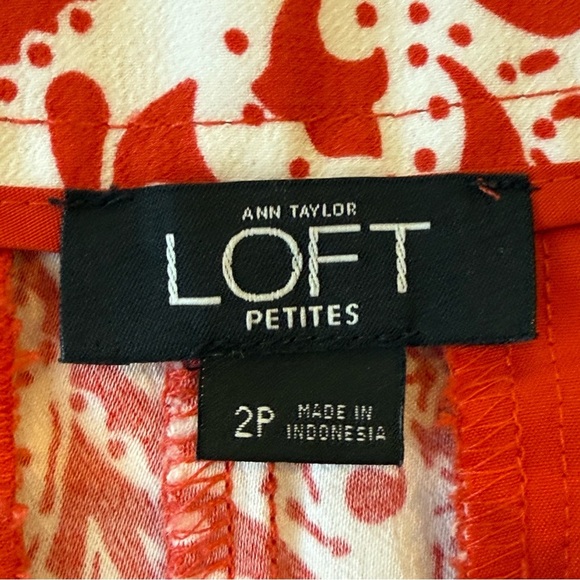 ANN TAYLOR
LOFT
PETITES
2P MADE IN
INDONESIA